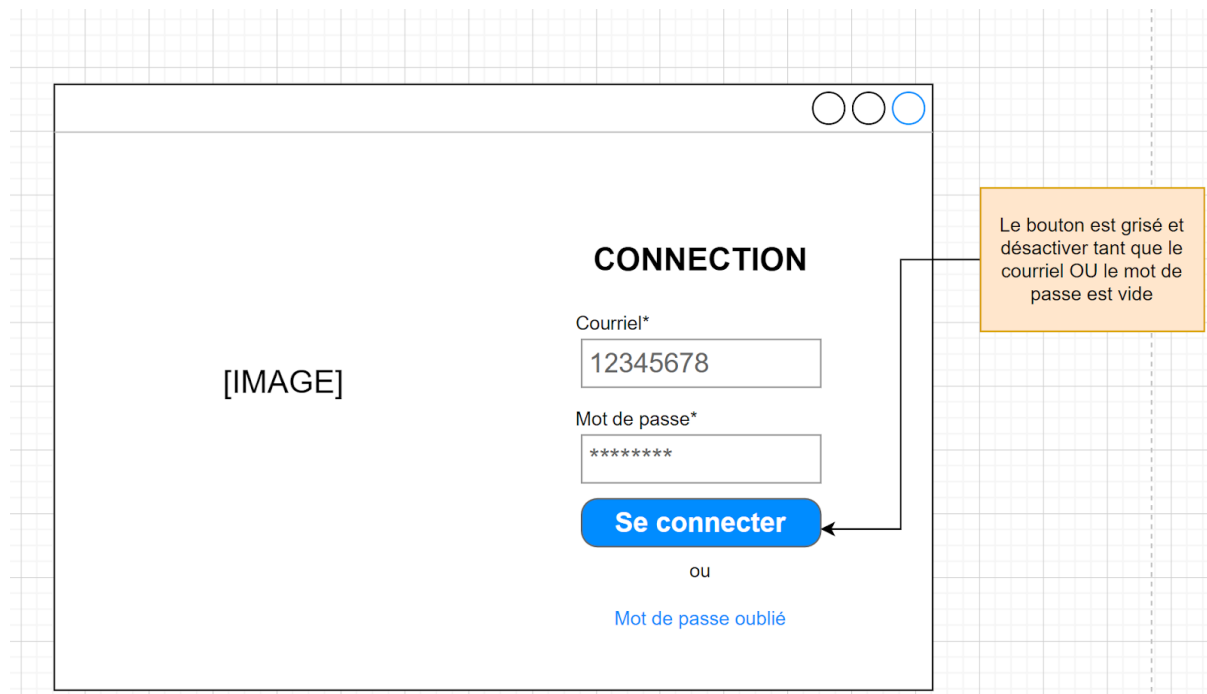 CONNECTION
Courriel*
12345678
[IMAGE]
Mot de passe*
********
Se connecter
ou
Mot de passe oublié
Le bouton est grisé et
désactiver tant que le
courriel OU le mot de
passe est vide